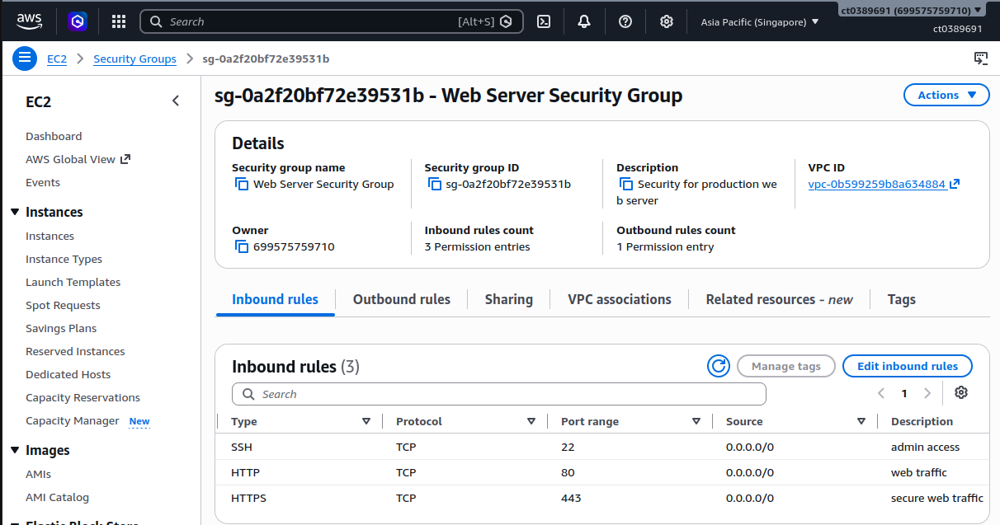 aws
Search [Alt+S]
Asia Pacific (Singapore)
ct0389691 (699575759710)
ct0389691
EC2 Security Groups sg-0a2f20bf72e39531b
EC2
Dashboard
AWS Global View
Events
Instances
Instances
Instance Types
Launch Templates
Spot Requests
Savings Plans
Reserved Instances
Dedicated Hosts
Capacity Reservations
Capacity Manager New
Images
AMIs
AMI Catalog
Elastic Block Store
sg-0a2f20bf72e39531b - Web Server Security Group
Actions
Details
Security group name
Web Server Security Group
Security group ID
sg-0a2f20bf72e39531b
Description
Security for production we
b server
VPC ID
vpc-0b599259b8a634884
Owner
699575759710
Inbound rules count
3 Permission entries
Outbound rules count
1 Permission entry
Inbound rules Outbound rules Sharing VPC associations Related resources - new Tags
Inbound rules (3)
Manage tags Edit inbound rules
Search
1
Type Protocol Port range Source Description
SSH TCP 22 0.0.0.0/0 admin access
HTTP TCP 80 0.0.0.0/0 web traffic
HTTPS TCP 443 0.0.0.0/0 secure web traffic